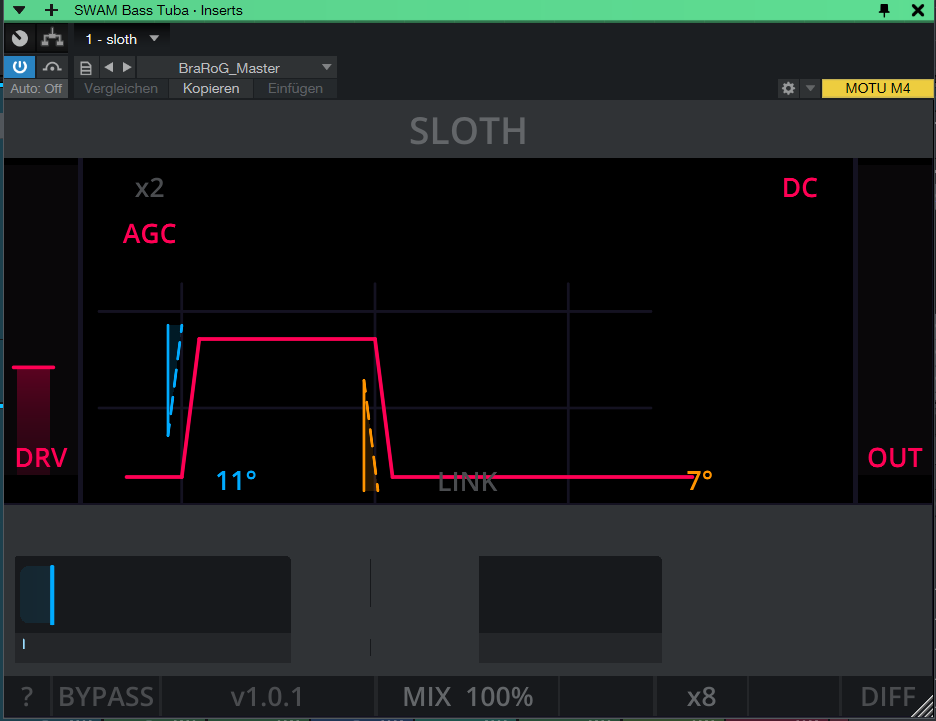 SWAM Bass Tuba · Inserts
1 - sloth
BraRoG_Master
Auto: Off Vergleichen Kopieren Einfügen MOTU M4
SLOTH
x2 DC
AGC
DRV OUT
11° LINK 7°
? BYPASS v1.0.1 MIX 100% x8 DIFF